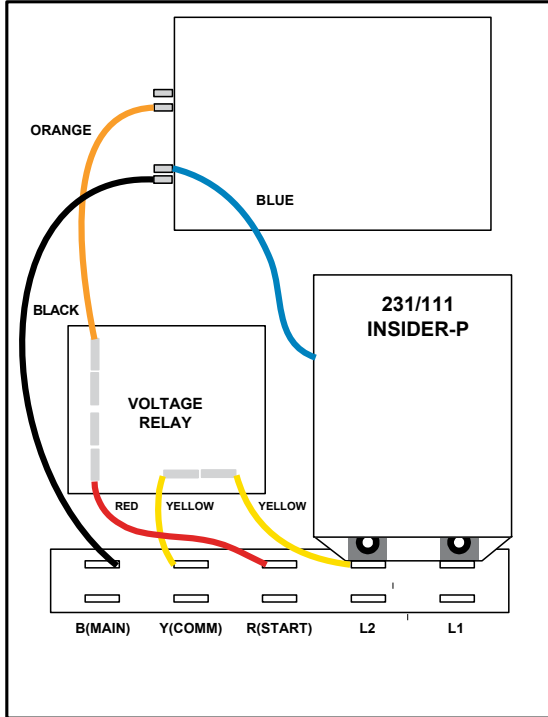 ORANGE
BLUE
BLACK
231/111
INSIDER-P
VOLTAGE
RELAY
RED YELLOW YELLOW
B(MAIN) Y(COMM) R(START) L2 L1